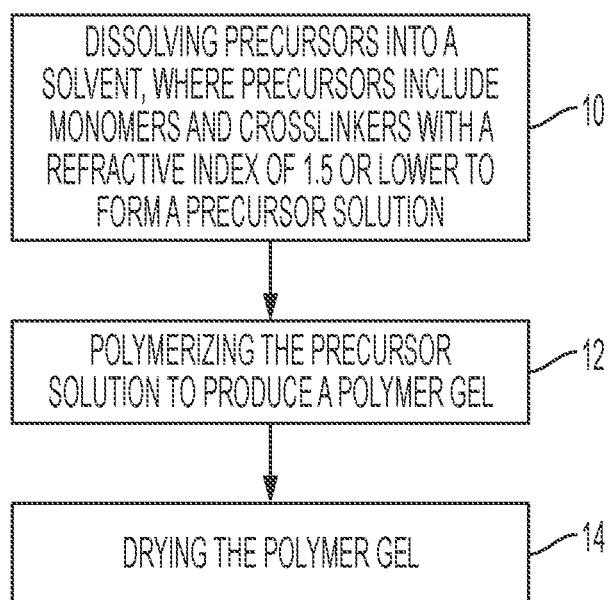 DISSOLVING PRECURSORS INTO A
SOLVENT, WHERE PRECURSORS INCLUDE
MONOMERS AND CROSSLINKERS WITH A
REFRACTIVE INDEX OF 1.5 OR LOWER TO
FORM A PRECURSOR SOLUTION
10
POLYMERIZING THE PRECURSOR
SOLUTION TO PRODUCE A POLYMER GEL
12
DRYING THE POLYMER GEL
14